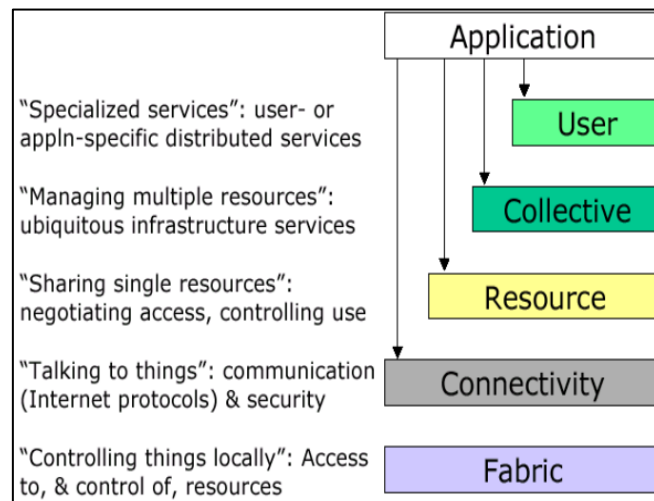 Application
“Specialized services”: user- or
appln-specific distributed services
User
“Managing multiple resources”:
ubiquitous infrastructure services
Collective
“Sharing single resources”:
negotiating access, controlling use
Resource
“Talking to things”: communication
(Internet protocols) & security
Connectivity
“Controlling things locally”: Access
to, & control of, resources
Fabric